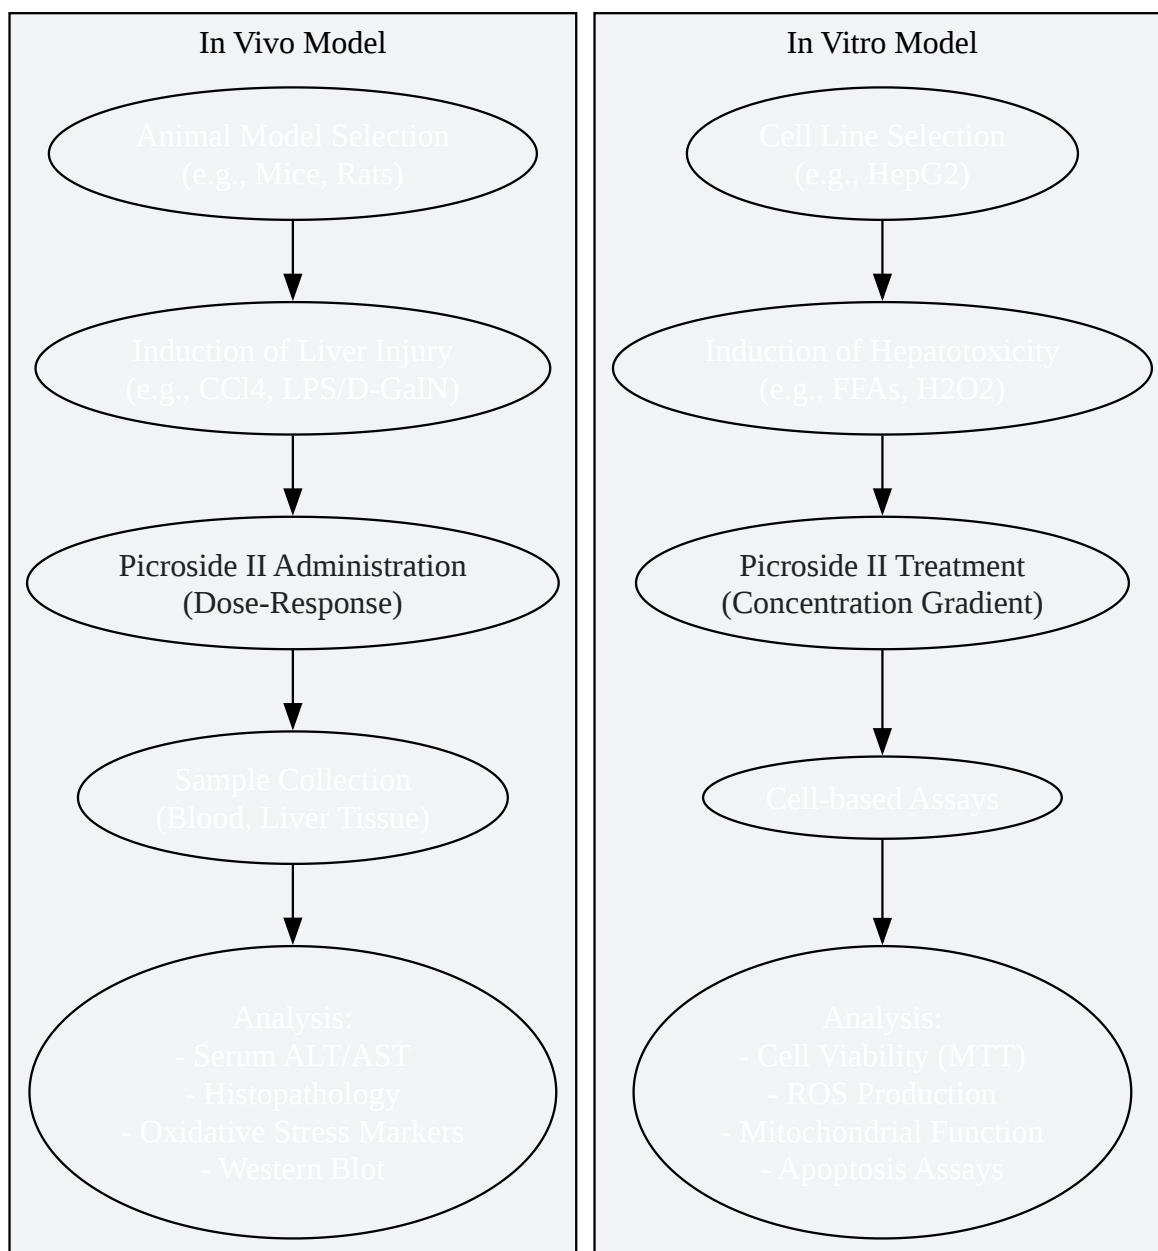 In Vivo Model
Animal Model Selection
(e.g., Mice, Rats)
Induction of Liver Injury
(e.g., CCl4, LPS/D-GalN)
Picroside II Administration
(Dose-Response)
Sample Collection
(Blood, Liver Tissue)
Analysis:
- Serum ALT/AST
- Histopathology
- Oxidative Stress Markers
- Western Blot
In Vitro Model
Cell Line Selection
(e.g., HepG2)
Induction of Hepatotoxicity
(e.g., FFAs, H2O2)
Picroside II Treatment
(Concentration Gradient)
Cell-based Assays
Analysis:
- Cell Viability (MTT)
- ROS Production
- Mitochondrial Function
- Apoptosis Assays